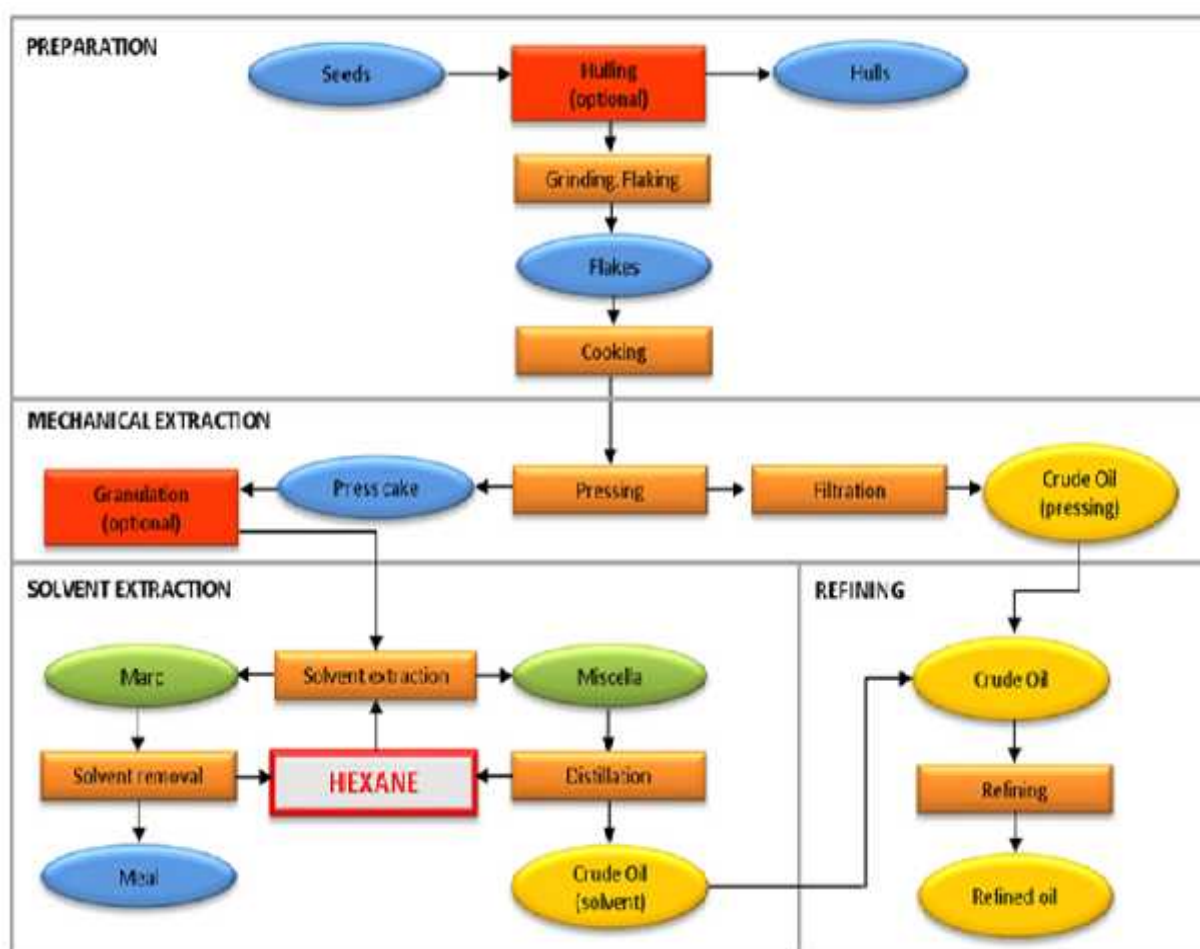 PREPARATION
Seeds
Hulling
(optional)
Hulls
Grinding, Flaking
Flakes
Cooking
MECHANICAL EXTRACTION
Granulation
(optional)
Press cake
Pressing
Filtration
Crude Oil
(pressing)
SOLVENT EXTRACTION
Marc
Solvent extraction
Miscella
Solvent removal
HEXANE
Distillation
Meal
Crude Oil
(solvent)
REFINING
Crude Oil
Refining
Refined oil